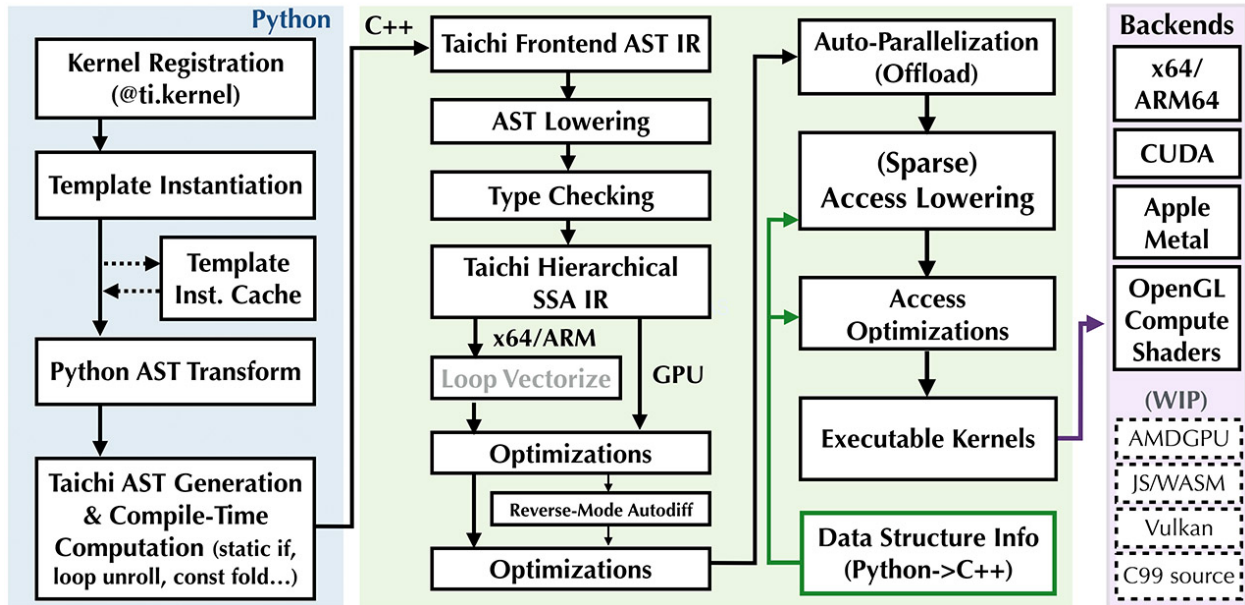 Python
Kernel Registration
(@ti.kernel)
Template Instantiation
Template
Inst. Cache
Python AST Transform
Taichi AST Generation
& Compile-Time
Computation (static if,
loop unroll, const fold...)
C++
Taichi Frontend AST IR
AST Lowering
Type Checking
Taichi Hierarchical
SSA IR
x64/ARM
Loop Vectorize
GPU
Optimizations
Reverse-Mode Autodiff
Optimizations
Auto-Parallelization
(Offload)
(Sparse)
Access Lowering
Access
Optimizations
Executable Kernels
Data Structure Info
(Python->C++)
Backends
x64/
ARM64
CUDA
Apple
Metal
OpenGL
Compute
Shaders
(WIP)
AMDGPU
JS/WASM
Vulkan
C99 source